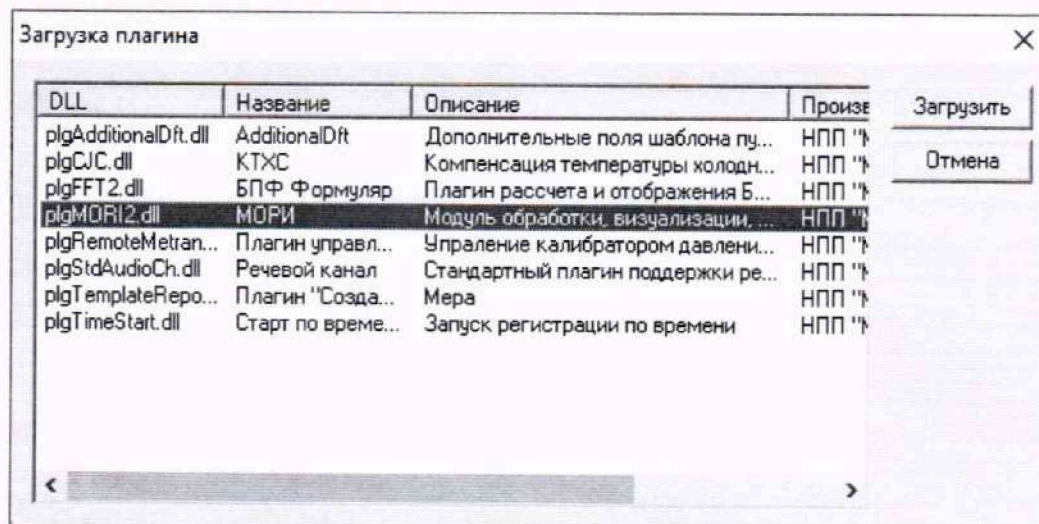 Загрузка плагина
DLL Название Описание Произв
plgAdditionalDft.dll AdditionalDft Дополнительные поля шаблона пу... НПП "М
plgCJC.dll КТХС Компенсация температуры холодн... НПП "М
plgFFT2.dll БПФ Формуляр Плагин рассчета и отображения Б... НПП "М
plgMORI2.dll МОРИ Модуль обработки, визуализации, ... НПП "М
plgRemoteMetran... Плагин управл... Упраление калибратором давлени... НПП "М
plgStdAudioCh.dll Речевой канал Стандартный плагин поддержки ре... НПП "М
plgTemplateRepo... Плагин "Созда... Мера НПП "М
plgTimeStart.dll Старт по време... Запуск регистрации по времени НПП "М
Загрузить
Отмена